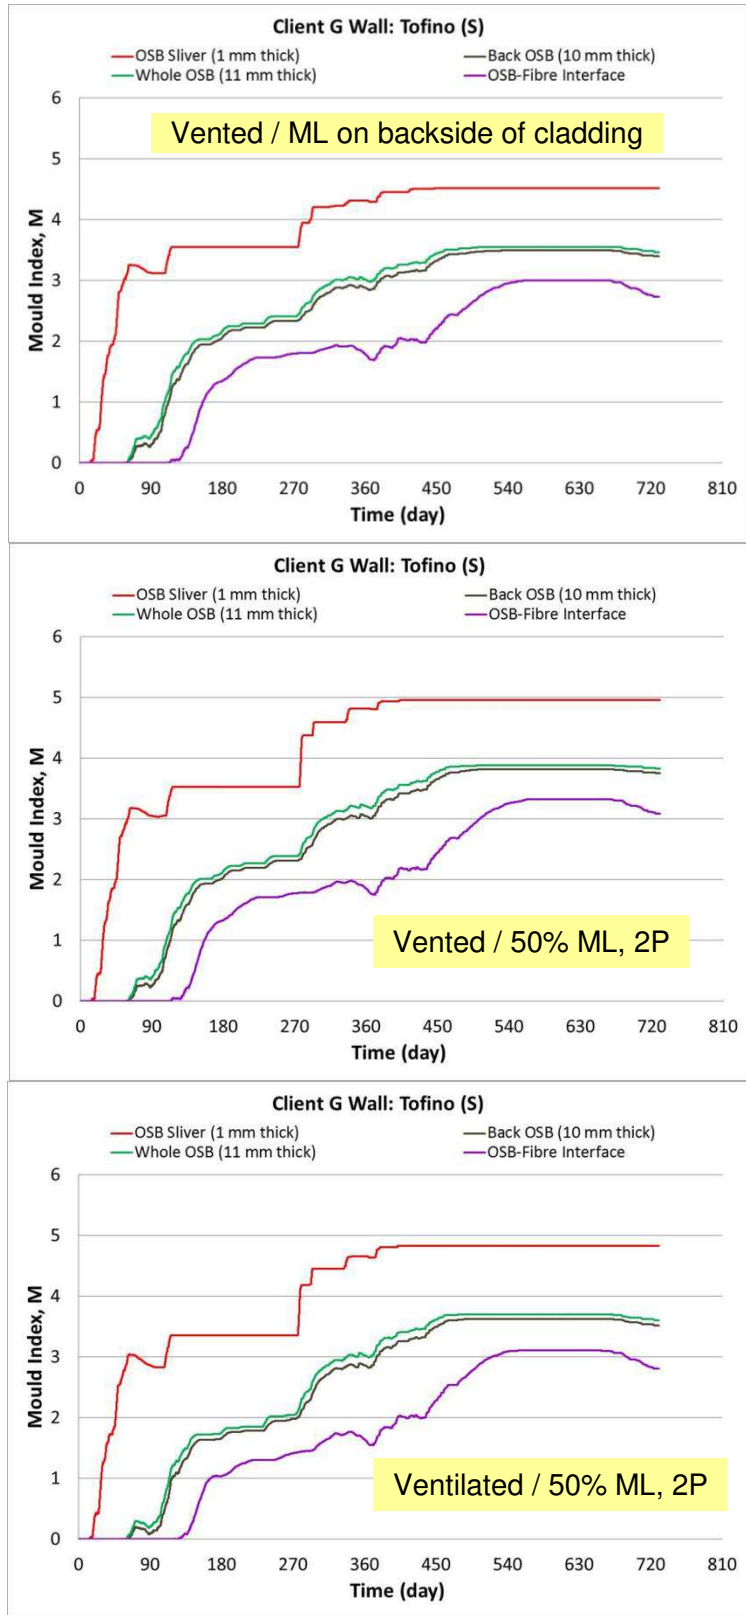 Client G Wall: Tofino (S)
OSB Sliver (1 mm thick) Back OSB (10 mm thick)
Whole OSB (11 mm thick) OSB-Fibre Interface
Vented / ML on backside of cladding
Mould Index, M
6
5
4
3
2
1
0
0 90 180 270 360 450 540 630 720 810
Time (day)
Client G Wall: Tofino (S)
OSB Sliver (1 mm thick) Back OSB (10 mm thick)
Whole OSB (11 mm thick) OSB-Fibre Interface
Mould Index, M
6
5
4
3
2
1
0
Vented / 50% ML, 2P
0 90 180 270 360 450 540 630 720 810
Time (day)
Client G Wall: Tofino (S)
OSB Sliver (1 mm thick) Back OSB (10 mm thick)
Whole OSB (11 mm thick) OSB-Fibre Interface
Mould Index, M
6
5
4
3
2
1
0
Ventilated / 50% ML, 2P
0 90 180 270 360 450 540 630 720 810
Time (day)